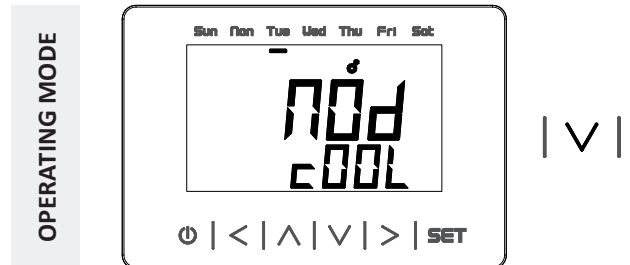 OPERATING MODE
Sun Mon Tue Wed Thu Fri Sat
MOd
cOOL
SET